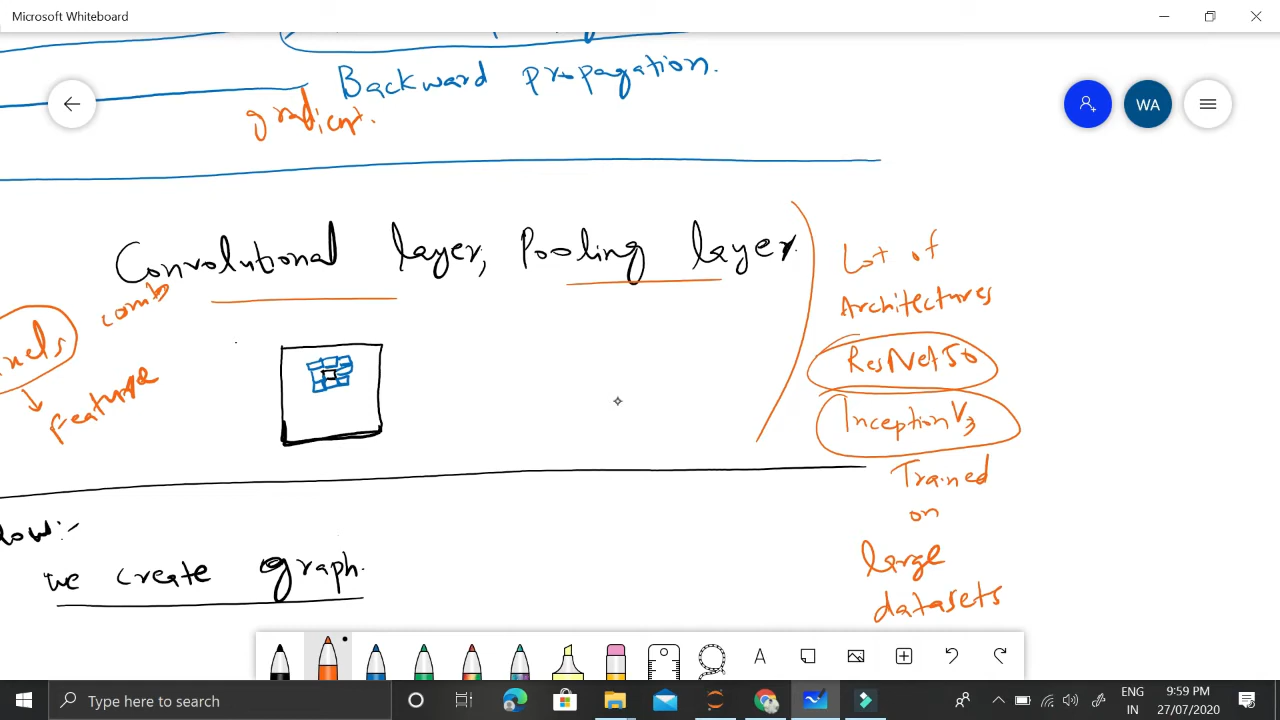 Microsoft Whiteboard
Backward propagation.
gradient.
WA
Convolutional layer, Pooling layer.
comb
feature
Lot of
Architectures
ResNet50
InceptionV3
Trained
on
large
datasets
we create graph.
Type here to search
ENG
IN
9:59 PM
27/07/2020